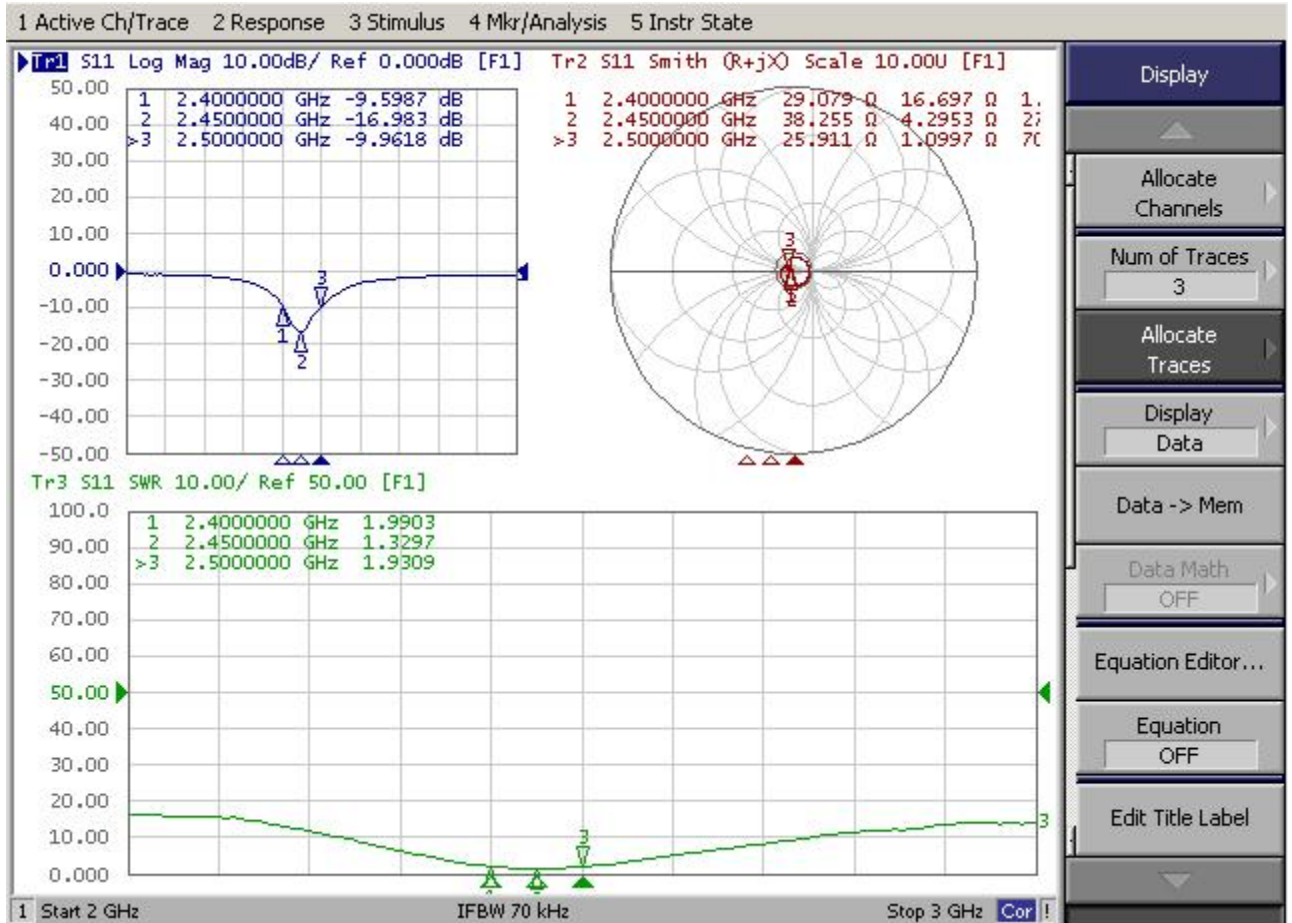 1 Active Ch/Trace 2 Response 3 Stimulus 4 Mkr/Analysis 5 Instr State
Tr1 S11 Log Mag 10.00dB/ Ref 0.000dB [F1]
50.00
40.00
30.00
20.00
10.00
0.000
-10.00
-20.00
-30.00
-40.00
-50.00
1 2.4000000 GHz -9.5987 dB
2 2.4500000 GHz -16.983 dB
>3 2.5000000 GHz -9.9618 dB
1
2
3
Tr2 S11 Smith (R+jX) Scale 10.00U [F1]
1 2.4000000 GHz 29.079 Ω 16.697 Ω 1.
2 2.4500000 GHz 38.255 Ω 4.2953 Ω 27
>3 2.5000000 GHz 25.911 Ω 1.0997 Ω 70
3
Tr3 S11 SWR 10.00/ Ref 50.00 [F1]
100.0
90.00
80.00
70.00
60.00
50.00
40.00
30.00
20.00
10.00
0.000
1 2.4000000 GHz 1.9903
2 2.4500000 GHz 1.3297
>3 2.5000000 GHz 1.9309
3
3
1 Start 2 GHz IFBW 70 kHz Stop 3 GHz Cor !
Display
Allocate
Channels
Num of Traces
3
Allocate
Traces
Display
Data
Data -> Mem
Data Math
OFF
Equation Editor...
Equation
OFF
Edit Title Label